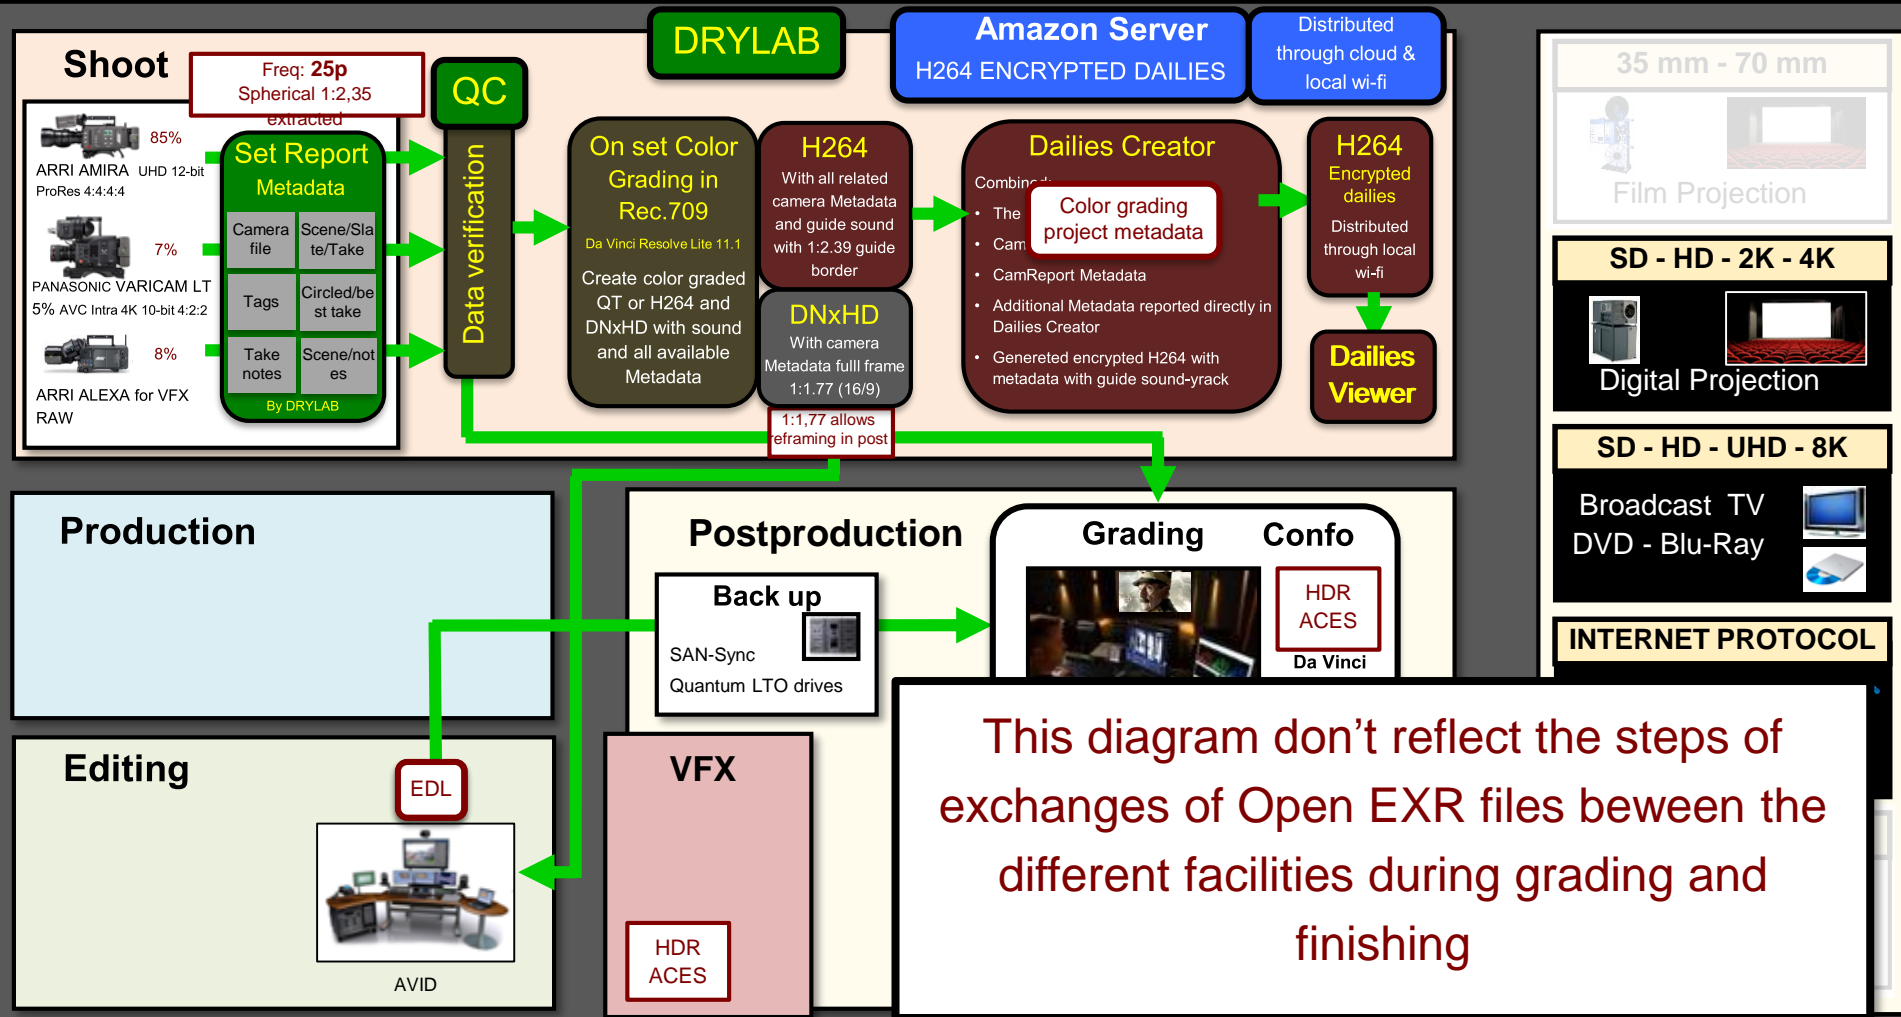 DRYLAB
Amazon Server
H264 ENCRYPTED DAILIES
Distributed
through cloud &
local wi-fi
Shoot
Freq: 25p
Spherical 1:2,35
extracted
85%
ARRI AMIRA UHD 12-bit
ProRes 4:4:4:4
7%
PANASONIC VARICAM LT
5% AVC Intra 4K 10-bit 4:2:2
8%
ARRI ALEXA for VFX
RAW
Set Report
Metadata
Camera
file
Scene/Sla
te/Take
Tags
Circled/be
st take
Take
notes
Scene/not
es
By DRYLAB
QC
Data verification
On set Color
Grading in
Rec.709
Da Vinci Resolve Lite 11.1
Create color graded
QT or H264 and
DNxHD with sound
and all available
Metadata
H264
With all related
camera Metadata
and guide sound
with 1:2.39 guide
border
DNxHD
With camera
Metadata fulll frame
1:1.77 (16/9)
1:1,77 allows
reframing in post
Dailies Creator
Combined:
• The
• Cam
Color grading
project metadata
• CamReport Metadata
• Additional Metadata reported directly in
Dailies Creator
• Genereted encrypted H264 with
metadata with guide sound-yrack
H264
Encrypted
dailies
Distributed
through local
wi-fi
Dailies
Viewer
Production
Editing
EDL
AVID
Postproduction
Back up
SAN-Sync
Quantum LTO drives
Grading
Confo
HDR
ACES
Da Vinci
VFX
HDR
ACES
This diagram don’t reflect the steps of
exchanges of Open EXR files beween the
different facilities during grading and
finishing
35 mm - 70 mm
Film Projection
SD - HD - 2K - 4K
Digital Projection
SD - HD - UHD - 8K
Broadcast TV
DVD - Blu-Ray
INTERNET PROTOCOL